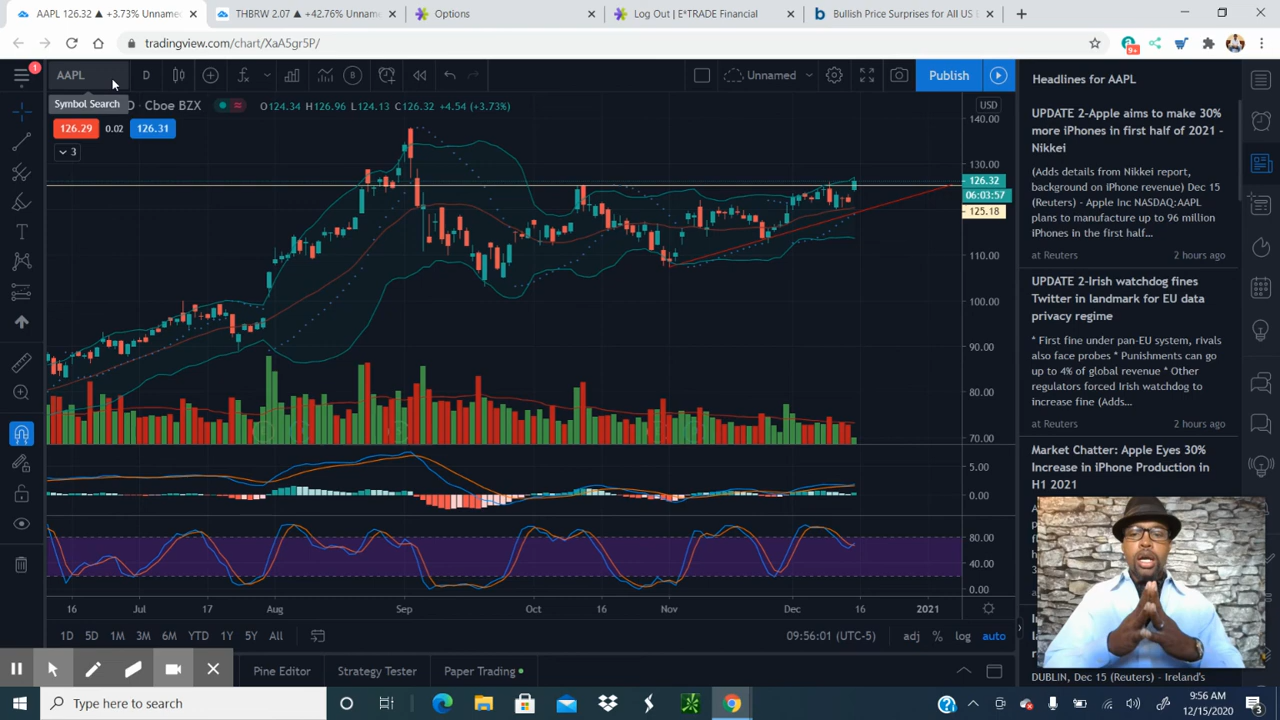 AAPL 126.32 ▲ +3.73% Unname
THBRW 2.07 ▲ +42.76% Unnam
Options
Log Out | E*TRADE Financial
Bullish Price Surprises for All US E
tradingview.com/chart/XaA5gr5P/
9+
1
AAPL
D
Unnamed
Publish
Symbol Search
D · Cboe BZX O124.34 H126.96 L124.13 C126.32 +4.54 (+3.73%)
126.29 0.02 126.31
3
USD
140.00
130.00
126.32
06:03:57
125.18
110.00
100.00
90.00
80.00
70.00
5.00
0.00
80.00
40.00
0.00
16 Jul 17 Aug Sep Oct 16 Nov Dec 16 2021
1D 5D 1M 3M 6M YTD 1Y 5Y All
09:56:01 (UTC-5) adj % log auto
Pine Editor Strategy Tester Paper Trading
Headlines for AAPL
UPDATE 2-Apple aims to make 30%
more iPhones in first half of 2021 -
Nikkei
(Adds details from Nikkei report,
background on iPhone revenue) Dec 15
(Reuters) - Apple Inc NASDAQ:AAPL
plans to manufacture up to 96 million
iPhones in the first half...
at Reuters 2 hours ago
UPDATE 2-Irish watchdog fines
Twitter in landmark for EU data
privacy regime
* First fine under pan-EU system, rivals
also face probes * Punishments can go
up to 4% of global revenue * Other
regulators forced Irish watchdog to
increase fine (Adds...
at Reuters 2 hours ago
Market Chatter: Apple Eyes 30%
Increase in iPhone Production in
H1 2021
DUBLIN, Dec 15 (Reuters) - Ireland's
Type here to search
9:56 AM
12/15/2020
3